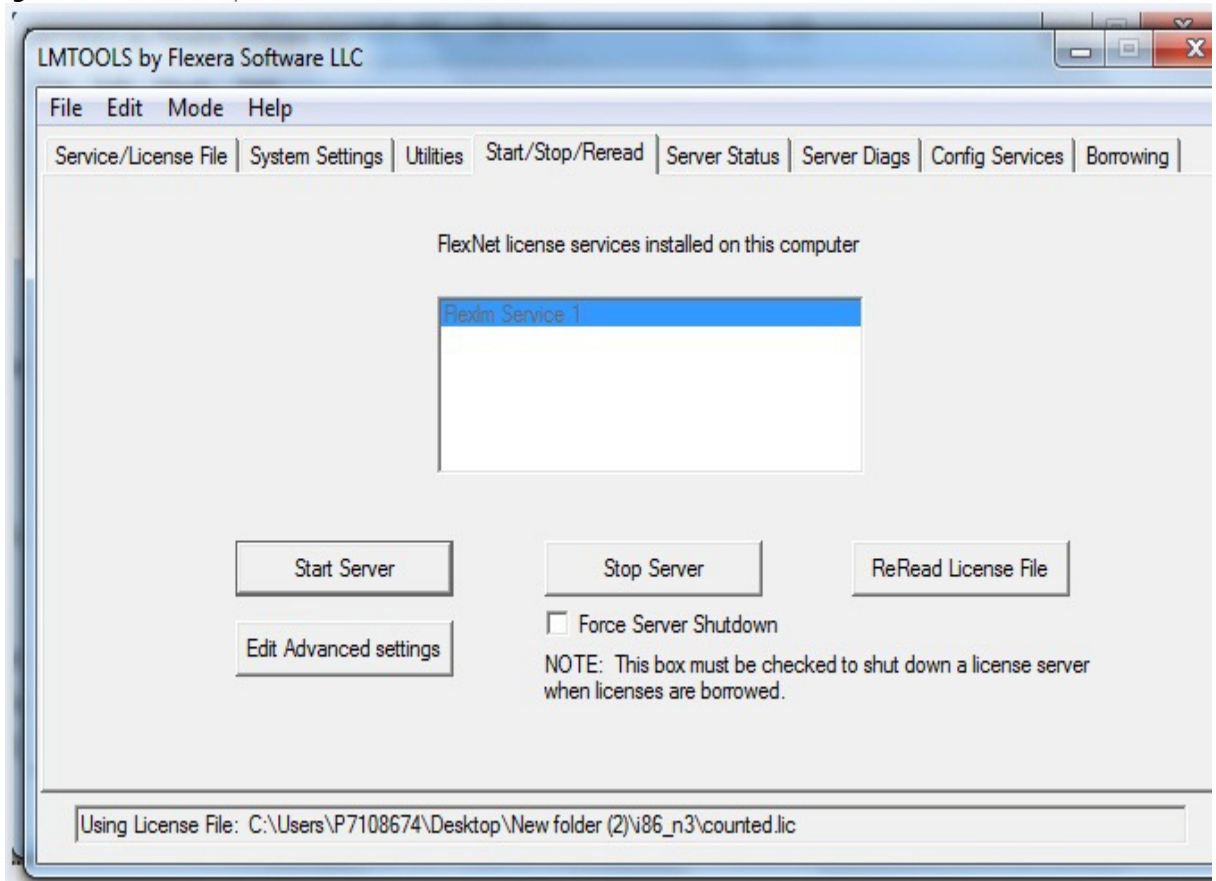 LMTOOLS by Flexera Software LLC
File Edit Mode Help
Service/License File System Settings Utilities Start/Stop/Reread Server Status Server Diags Config Services Borrowing
FlexNet license services installed on this computer
Flexlm Service 1
Start Server Stop Server ReRead License File
Edit Advanced settings Force Server Shutdown
NOTE: This box must be checked to shut down a license server
when licenses are borrowed.
Using License File: C:\Users\P7108674\Desktop\New folder (2)\i86_n3\counted.lic